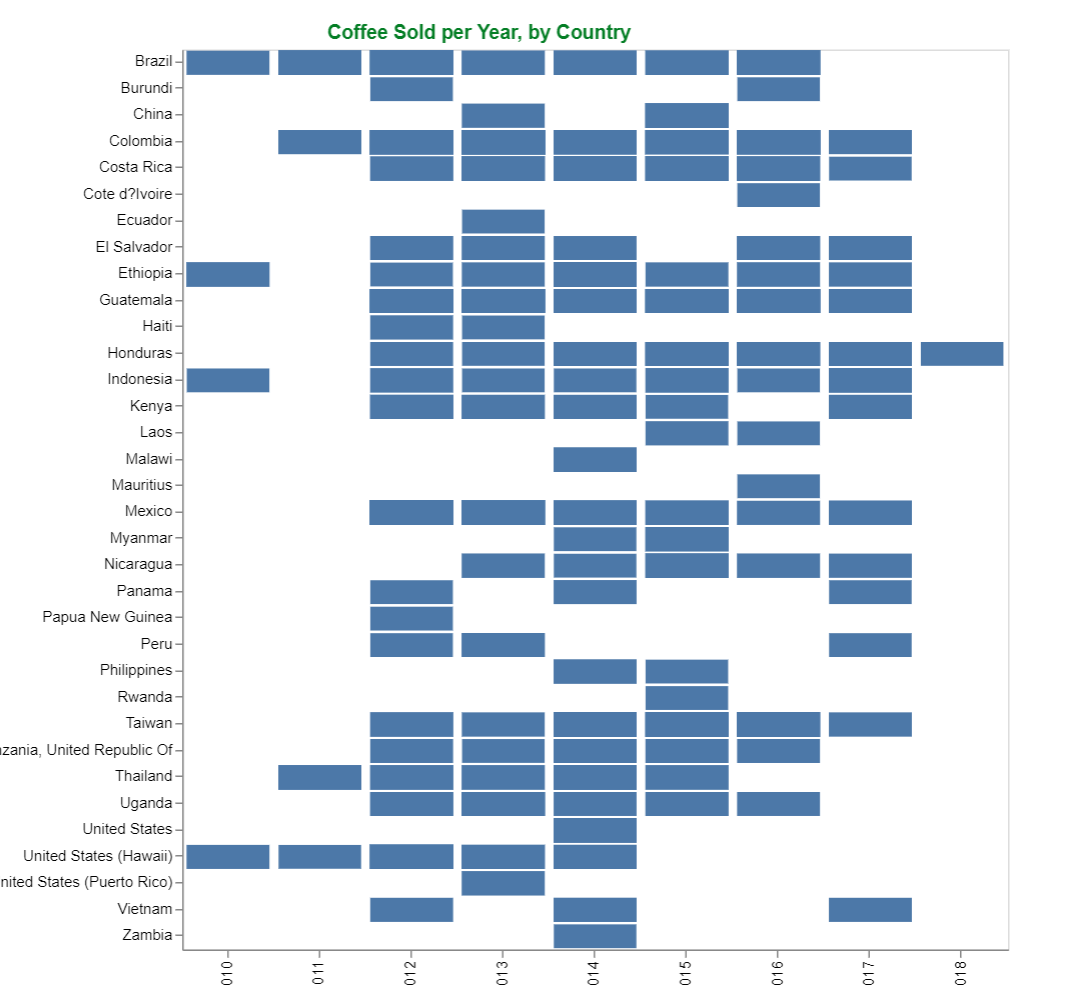 Coffee Sold per Year, by Country
Brazil
Burundi
China
Colombia
Costa Rica
Cote d?Ivoire
Ecuador
El Salvador
Ethiopia
Guatemala
Haiti
Honduras
Indonesia
Kenya
Laos
Malawi
Mauritius
Mexico
Myanmar
Nicaragua
Panama
Papua New Guinea
Peru
Philippines
Rwanda
Taiwan
nzania, United Republic Of
Thailand
Uganda
United States
United States (Hawaii)
nited States (Puerto Rico)
Vietnam
Zambia
010 011 012 013 014 015 016 017 018